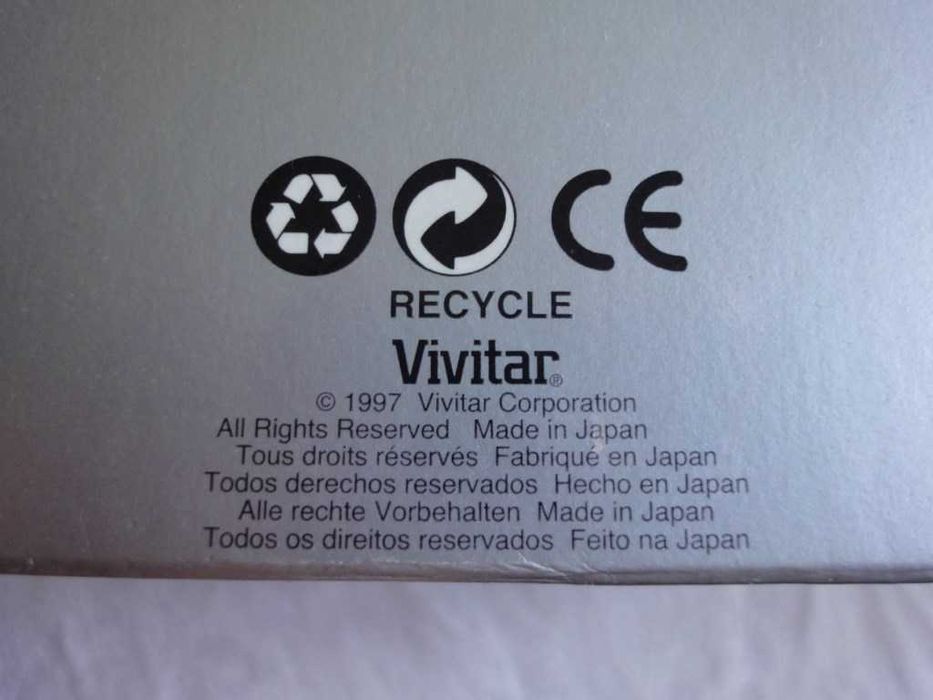 CE
RECYCLE
Vivitar®
© 1997 Vivitar Corporation
All Rights Reserved Made in Japan
Tous droits réservés Fabriqué en Japan
Todos derechos reservados Hecho en Japan
Alle rechte Vorbehalten Made in Japan
Todos os direitos reservados Feito na Japan